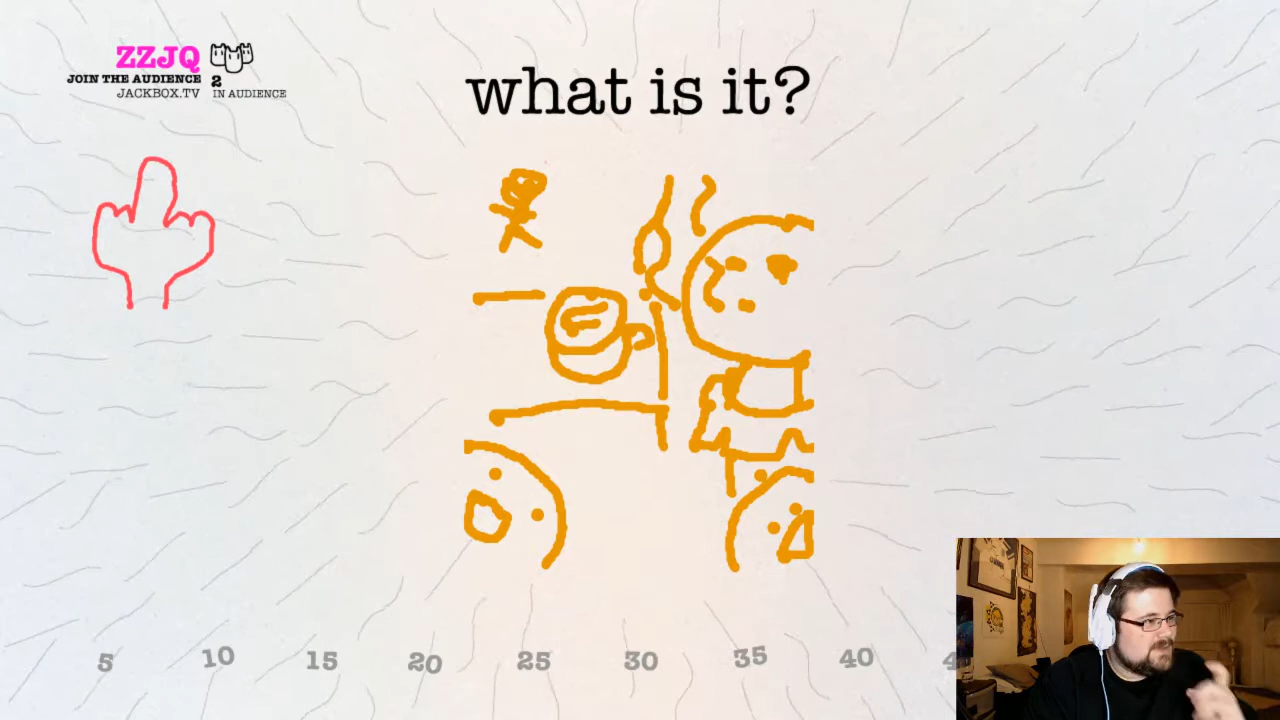 ZZJQ
JOIN THE AUDIENCE
JACKBOX.TV
2
IN AUDIENCE
what is it?
5 10 15 20 25 30 35 40